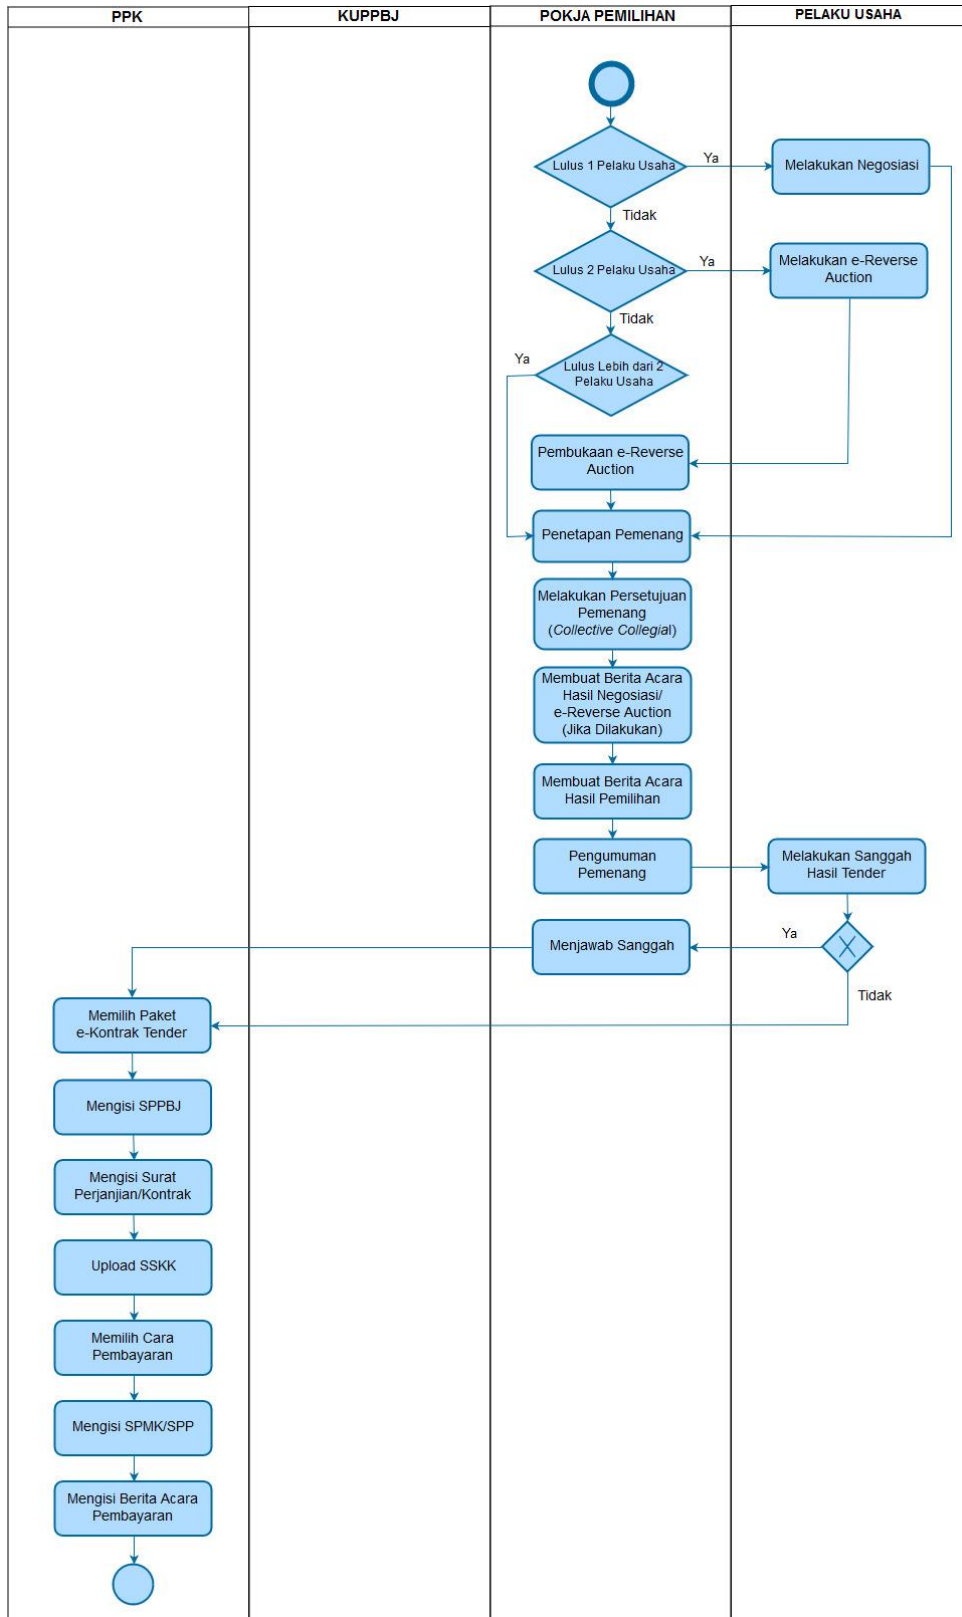 PPK
KUPPBJ
POKJA PEMILIHAN
PELAKU USAHA
Lulus 1 Pelaku Usaha
Ya
Melakukan Negosiasi
Tidak
Lulus 2 Pelaku Usaha
Ya
Melakukan e-Reverse
Auction
Tidak
Ya
Lulus Lebih dari 2
Pelaku Usaha
Pembukaan e-Reverse
Auction
Penetapan Pemenang
Melakukan Persetujuan
Pemenang
(Collective Collegial)
Membuat Berita Acara
Hasil Negosiasi/
e-Reverse Auction
(Jika Dilakukan)
Membuat Berita Acara
Hasil Pemilihan
Pengumuman
Pemenang
Melakukan Sanggah
Hasil Tender
Menjawab Sanggah
Ya
X
Tidak
Memilih Paket
e-Kontrak Tender
Mengisi SPPBJ
Mengisi Surat
Perjanjian/Kontrak
Upload SSKK
Memilih Cara
Pembayaran
Mengisi SPMK/SPP
Mengisi Berita Acara
Pembayaran